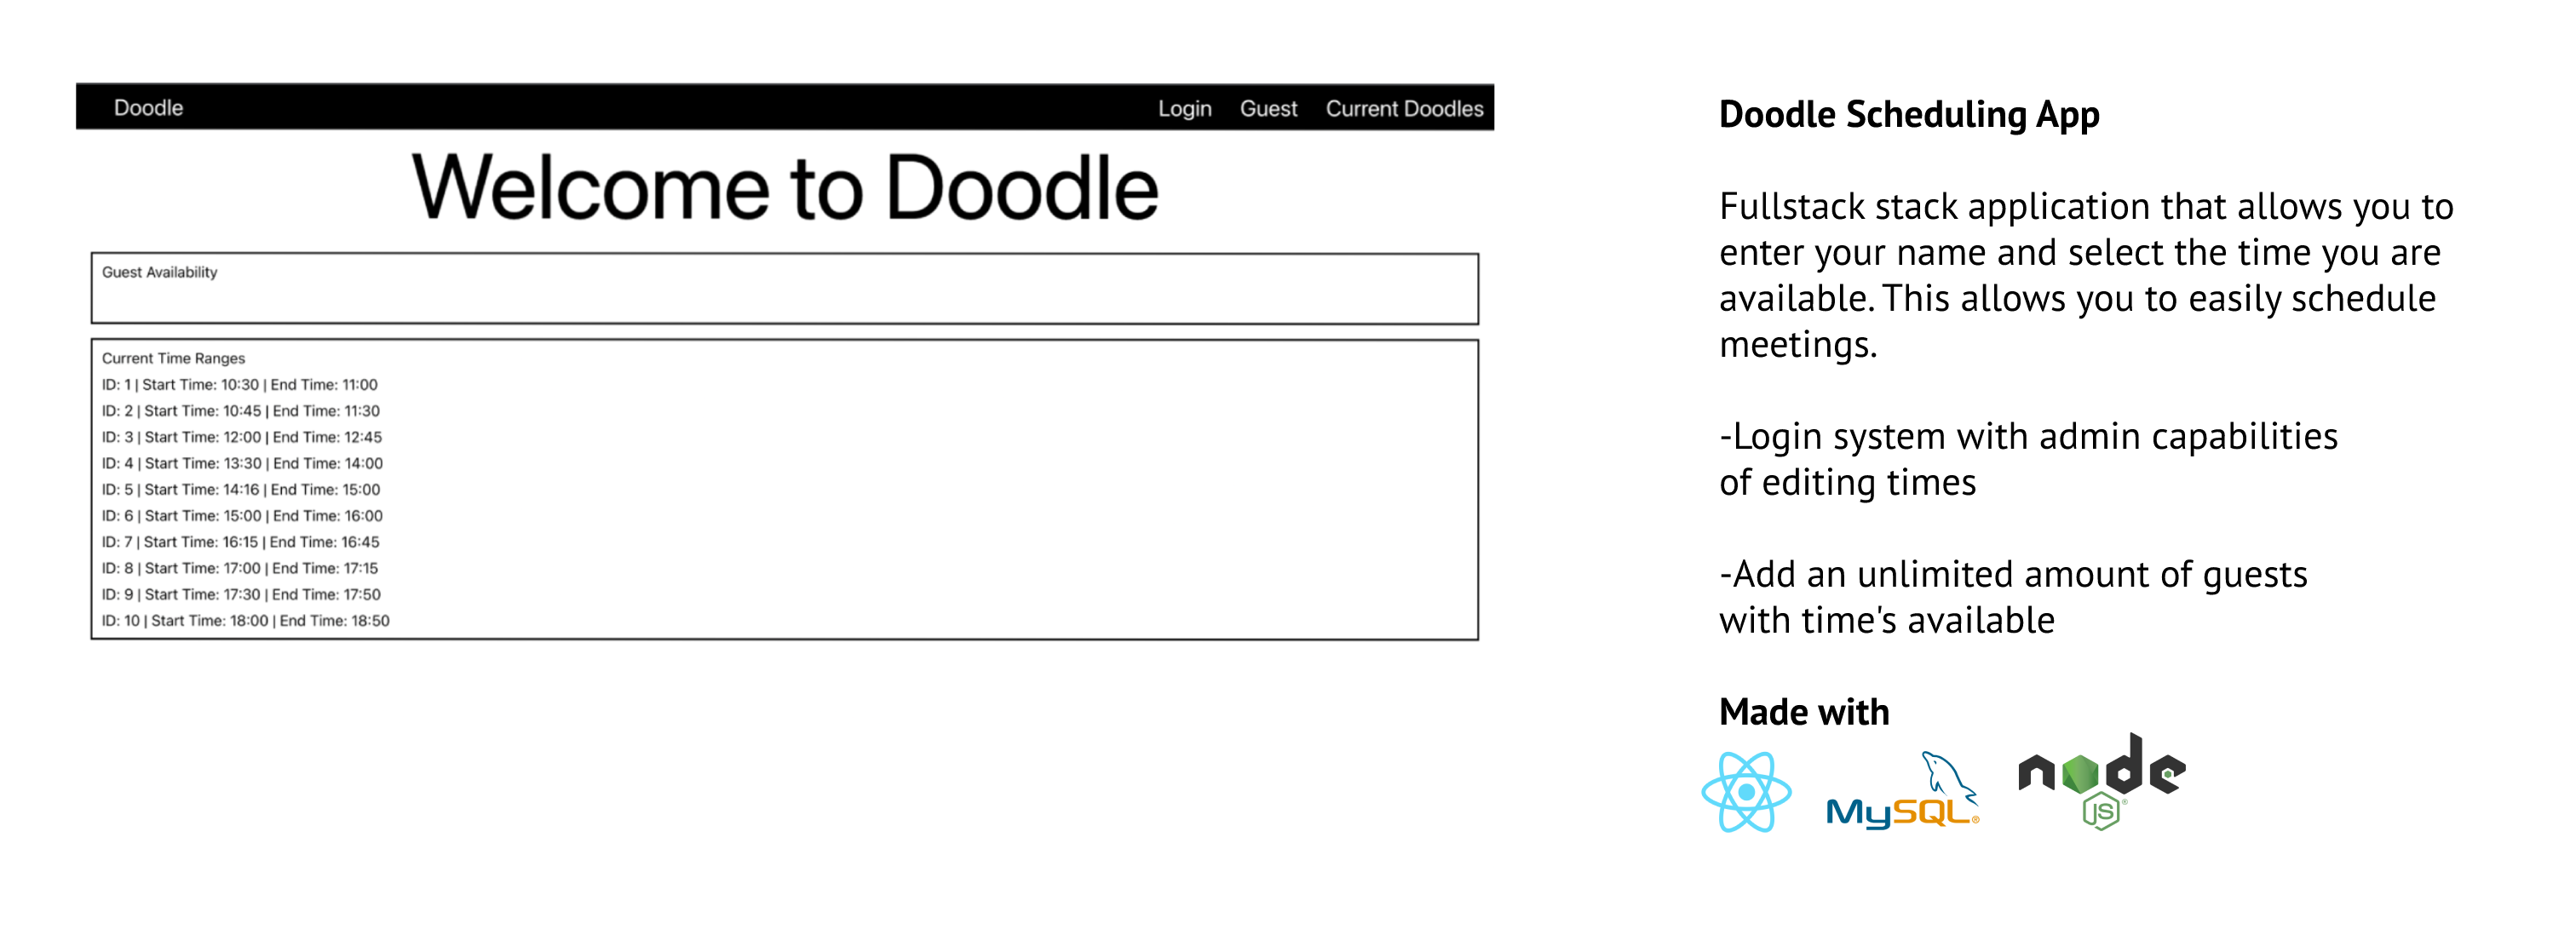 Doodle
Login Guest Current Doodles
Welcome to Doodle
Guest Availability
Current Time Ranges
ID: 1 | Start Time: 10:30 | End Time: 11:00
ID: 2 | Start Time: 10:45 | End Time: 11:30
ID: 3 | Start Time: 12:00 | End Time: 12:45
ID: 4 | Start Time: 13:30 | End Time: 14:00
ID: 5 | Start Time: 14:16 | End Time: 15:00
ID: 6 | Start Time: 15:00 | End Time: 16:00
ID: 7 | Start Time: 16:15 | End Time: 16:45
ID: 8 | Start Time: 17:00 | End Time: 17:15
ID: 9 | Start Time: 17:30 | End Time: 17:50
ID: 10 | Start Time: 18:00 | End Time: 18:50
Doodle Scheduling App
Fullstack stack application that allows you to
enter your name and select the time you are
available. This allows you to easily schedule
meetings.
-Login system with admin capabilities
of editing times
-Add an unlimited amount of guests
with time's available
Made with
MySQL®
node
JS®